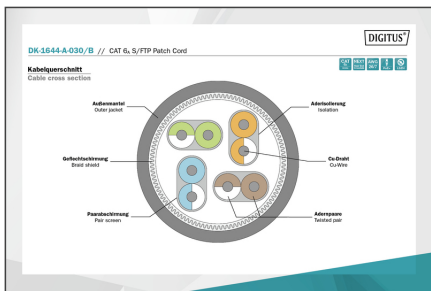 DIGITUS®
DK-1644-A-030/B // CAT 6A S/FTP Patch Cord
Kabelquerschnitt
Cable cross section
Außenmantel
Outer jacket
Aderisolierung
Isolation
Geflechtschirmung
Braid shield
Cu-Draht
Cu-Wire
Paarabschirmung
Pair screen
Adernpaare
Twisted pair